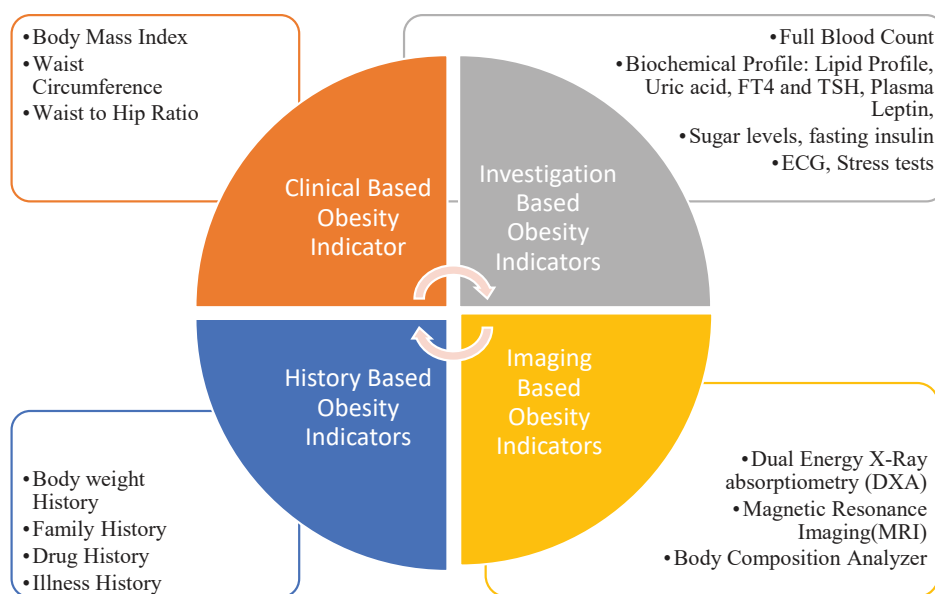 •Body Mass Index
•Waist
Circumference
•Waist to Hip Ratio
•Full Blood Count
•Biochemical Profile: Lipid Profile,
Uric acid, FT4 and TSH, Plasma
Leptin,
•Sugar levels, fasting insulin
•ECG, Stress tests
Clinical Based
Obesity
Indicator
Investigation
Based
Obesity
Indicators
History Based
Obesity
Indicators
Imaging
Based
Obesity
Indicators
•Body weight
History
•Family History
•Drug History
•Illness History
•Dual Energy X-Ray
absorptiometry (DXA)
•Magnetic Resonance
Imaging(MRI)
•Body Composition Analyzer